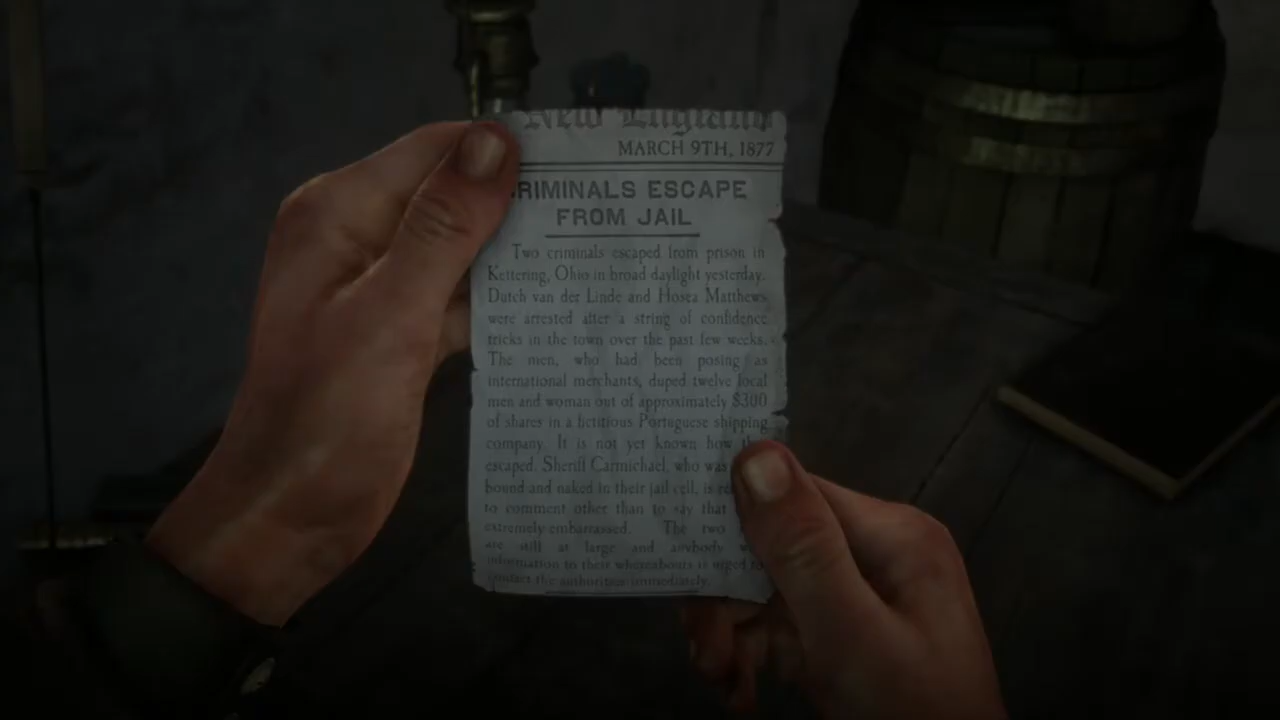 New England
MARCH 9TH, 1877
RIMINALS ESCAPE
FROM JAIL
Two criminals escaped from prison in
Kettering, Ohio in broad daylight yesterday.
Dutch van der Linde and Hosea Matthews
were arrested after a string of confidence
tricks in the town over the past few weeks.
The men, who had been posing as
international merchants, duped twelve local
men and woman out of approximately $300
of shares in a fictitious Portuguese shipping
company. It is not yet known how
escaped. Sheriff Carmichael, who was
bound and naked in their jail cell, is
to comment other than to say that
extremely embarrassed. The two
are still at large and anybody
information to their whereabouts is urged to
contact the authorities immediately.